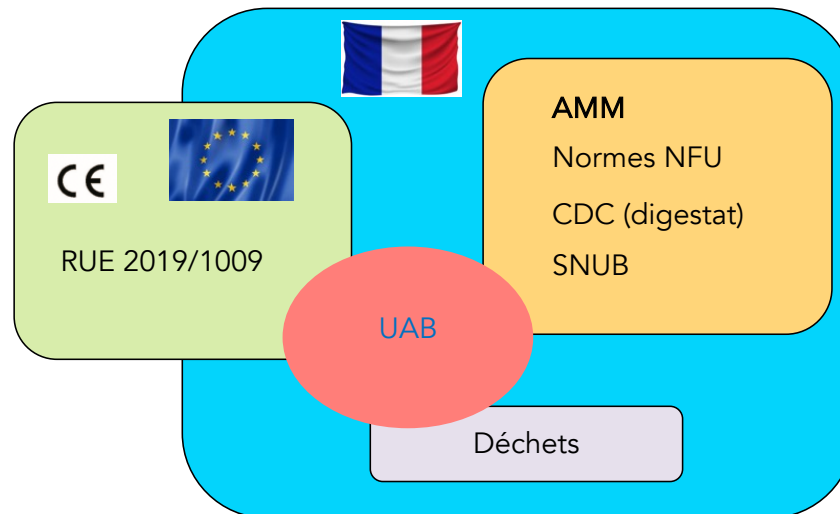 CE
RUE 2019/1009
AMM
Normes NFU
CDC (digestat)
SNUB
UAB
Déchets